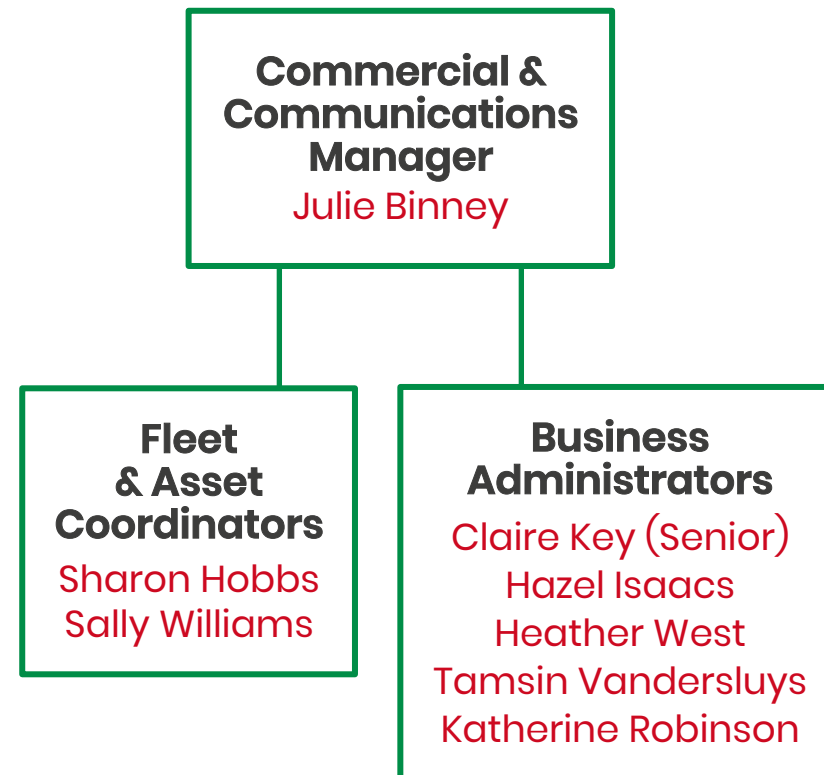 Commercial &
Communications
Manager
Julie Binney
Fleet
& Asset
Coordinators
Sharon Hobbs
Sally Williams
Business
Administrators
Claire Key (Senior)
Hazel Isaacs
Heather West
Tamsin Vandersluys
Katherine Robinson